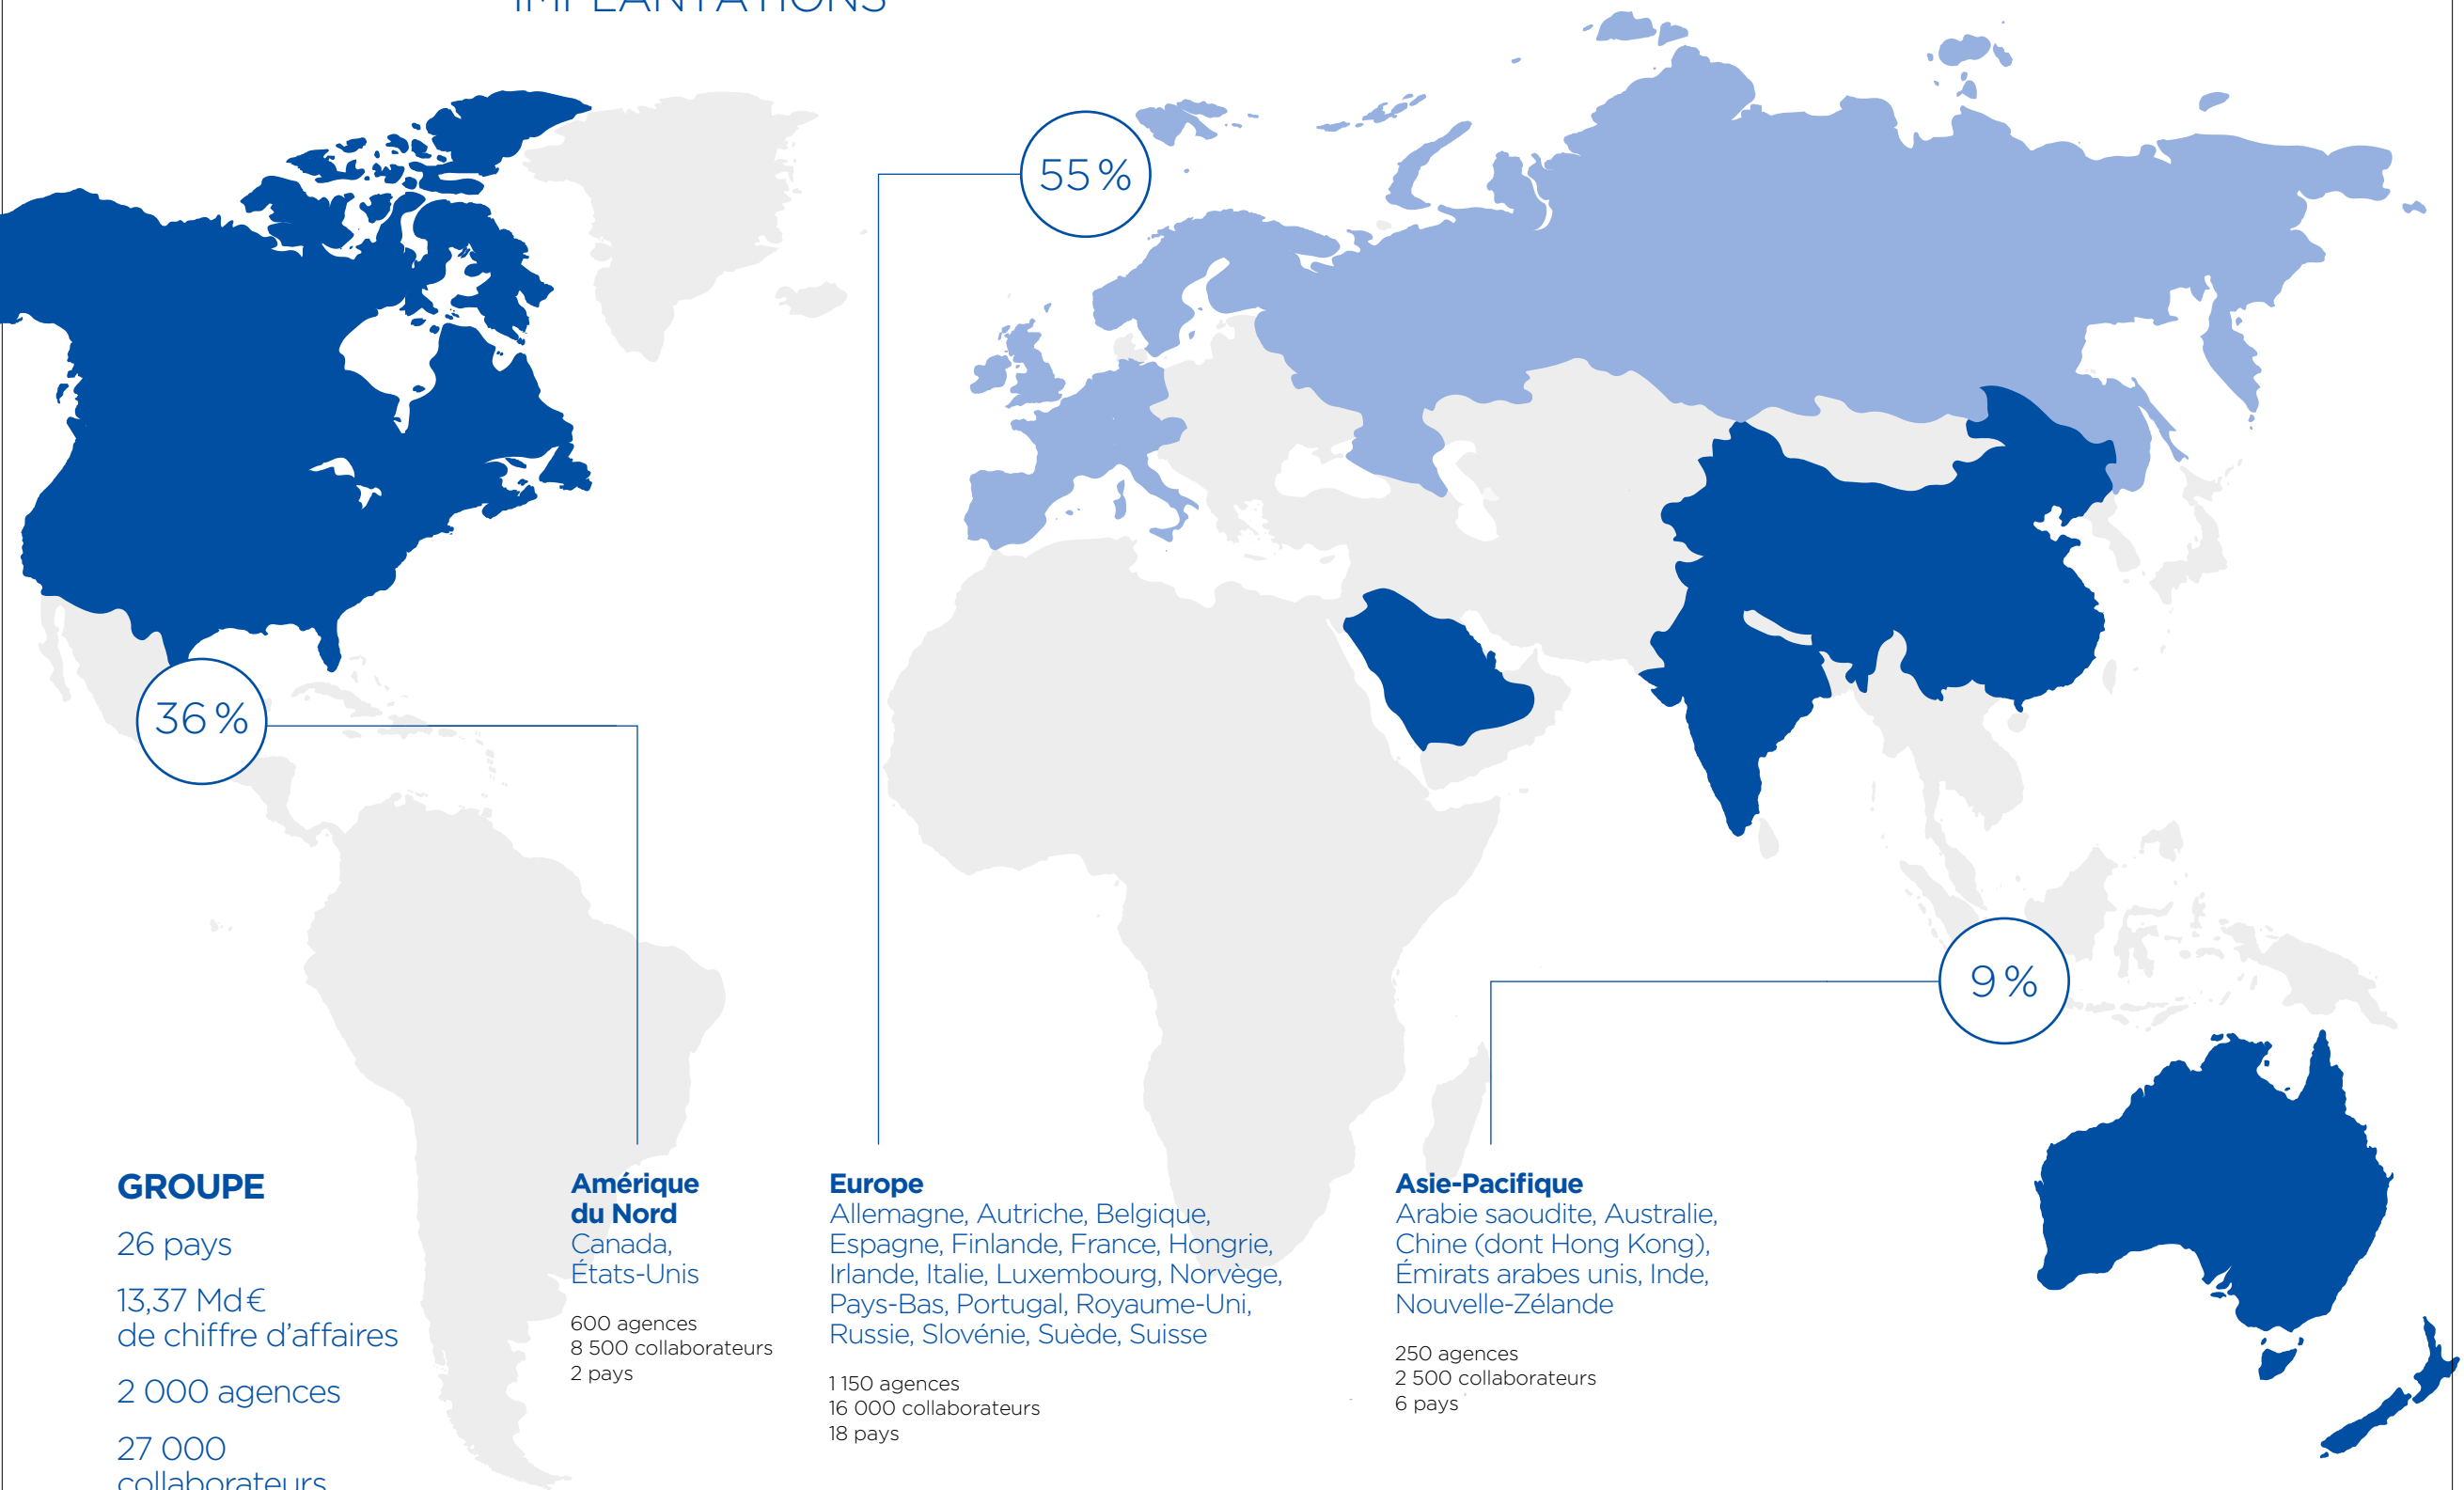 IMPLANTATIONS
55 %
36 %
9 %
GROUPE
26 pays
13,37 Md€
de chiffre d'affaires
2 000 agences
27 000
collaborateurs
Amérique
du Nord
Canada,
États-Unis
600 agences
8 500 collaborateurs
2 pays
Europe
Allemagne, Autriche, Belgique,
Espagne, Finlande, France, Hongrie,
Irlande, Italie, Luxembourg, Norvège,
Pays-Bas, Portugal, Royaume-Uni,
Russie, Slovénie, Suède, Suisse
1 150 agences
16 000 collaborateurs
18 pays
Asie-Pacifique
Arabie saoudite, Australie,
Chine (dont Hong Kong),
Émirats arabes unis, Inde,
Nouvelle-Zélande
250 agences
2 500 collaborateurs
6 pays